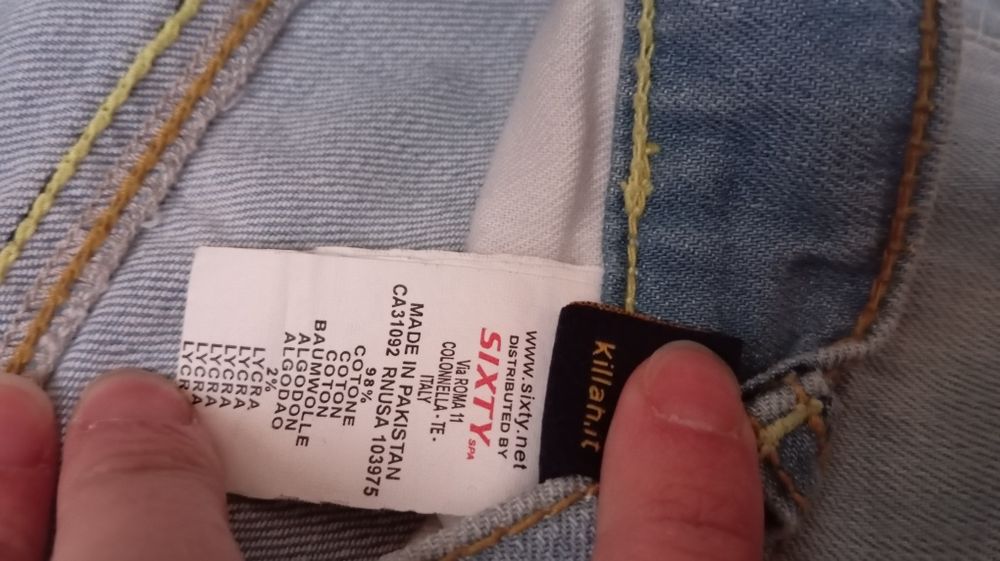 killah.it
www.sixty.net
DISTRIBUTED BY
SIXTY SPA
Via ROMA 11
COLONNELLA - TE -
ITALY
MADE IN PAKISTAN
CA31092 RNUSA 103975
98%
COTONE
COTTON
COTON
BAUMWOLLE
ALGODON
ALGODAO
2%
LYCRA
LYCRA
LYCRA
LYCRA
LYCRA
LYCRA